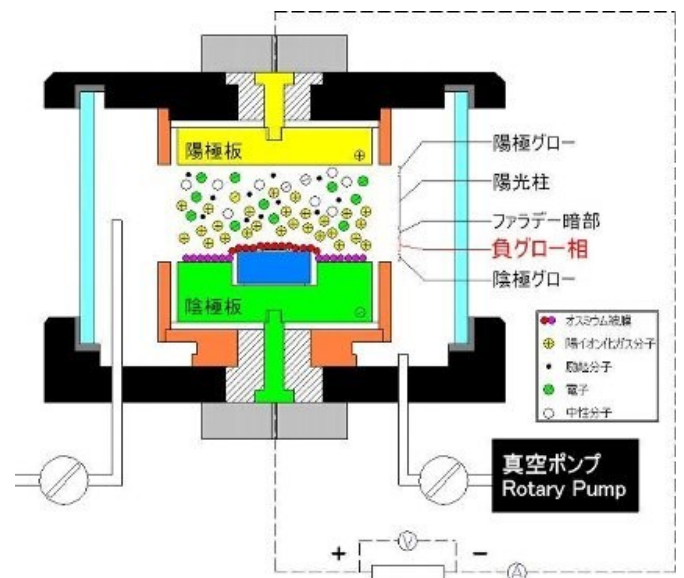 陽極板
陽極グロー
陽光柱
ファラデー暗部
負グロー相
陰極グロー
陰極板
オスミウム被膜
陽イオン化ガス分子
励起分子
電子
中性分子
真空ポンプ
Rotary Pump
+
V
−
A